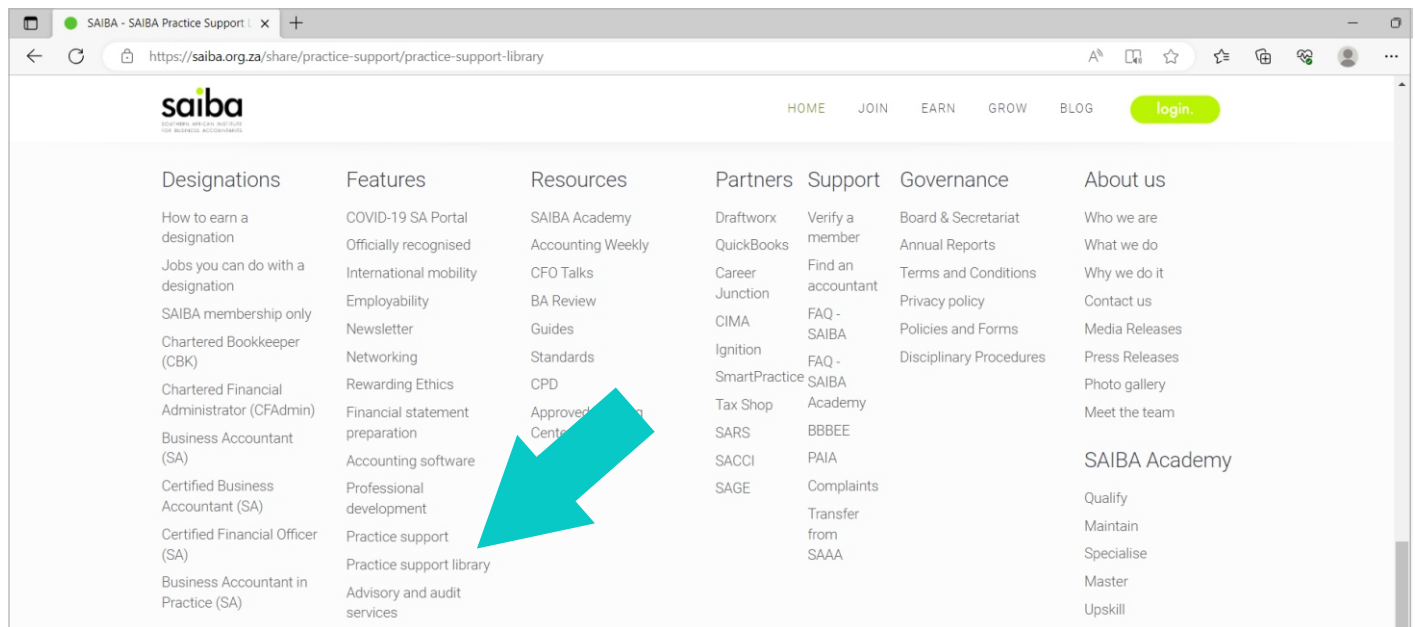 SAIBA - SAIBA Practice Support L
https://saiba.org.za/share/practice-support/practice-support-library
saiba
SOUTHERN AFRICAN INSTITUTE
FOR BUSINESS ACCOUNTANTS
HOME JOIN EARN GROW BLOG login.
Designations
How to earn a
designation
Jobs you can do with a
designation
SAIBA membership only
Chartered Bookkeeper
(CBK)
Chartered Financial
Administrator (CFAdmin)
Business Accountant
(SA)
Certified Business
Accountant (SA)
Certified Financial Officer
(SA)
Business Accountant in
Practice (SA)
Features
COVID-19 SA Portal
Officially recognised
International mobility
Employability
Newsletter
Networking
Rewarding Ethics
Financial statement
preparation
Accounting software
Professional
development
Practice support
Practice support library
Advisory and audit
services
Resources
SAIBA Academy
Accounting Weekly
CFO Talks
BA Review
Guides
Standards
CPD
Approved
Partners
Draftworx
QuickBooks
Career
Junction
CIMA
Ignition
SmartPractice
Tax Shop
SARS
SACCI
SAGE
Support
Verify a
member
Find an
accountant
FAQ -
SAIBA
FAQ -
SAIBA
Academy
BBBEE
PAIA
Complaints
Transfer
from
SAAA
Governance
Board & Secretariat
Annual Reports
Terms and Conditions
Privacy policy
Policies and Forms
Disciplinary Procedures
About us
Who we are
What we do
Why we do it
Contact us
Media Releases
Press Releases
Photo gallery
Meet the team
SAIBA Academy
Qualify
Maintain
Specialise
Master
Upskill